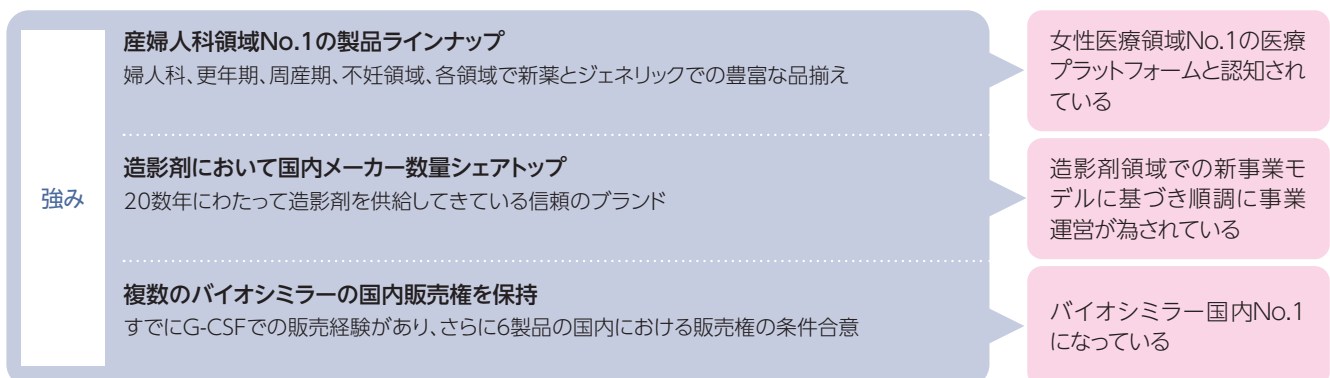 強み
産婦人科領域No.1の製品ラインナップ
婦人科、更年期、周産期、不妊領域、各領域で新薬とジェネリックでの豊富な品揃え
女性医療領域No.1の医療
プラットフォームと認知され
ている
造影剤において国内メーカー数量シェアトップ
20数年にわたって造影剤を供給してきている信頼のブランド
造影剤領域での新事業モ
デルに基づき順調に事業
運営が為されている
複数のバイオシミラーの国内販売権を保持
すでにG-CSFでの販売経験があり、さらに6製品の国内における販売権の条件合意
バイオシミラー国内No.1
になっている